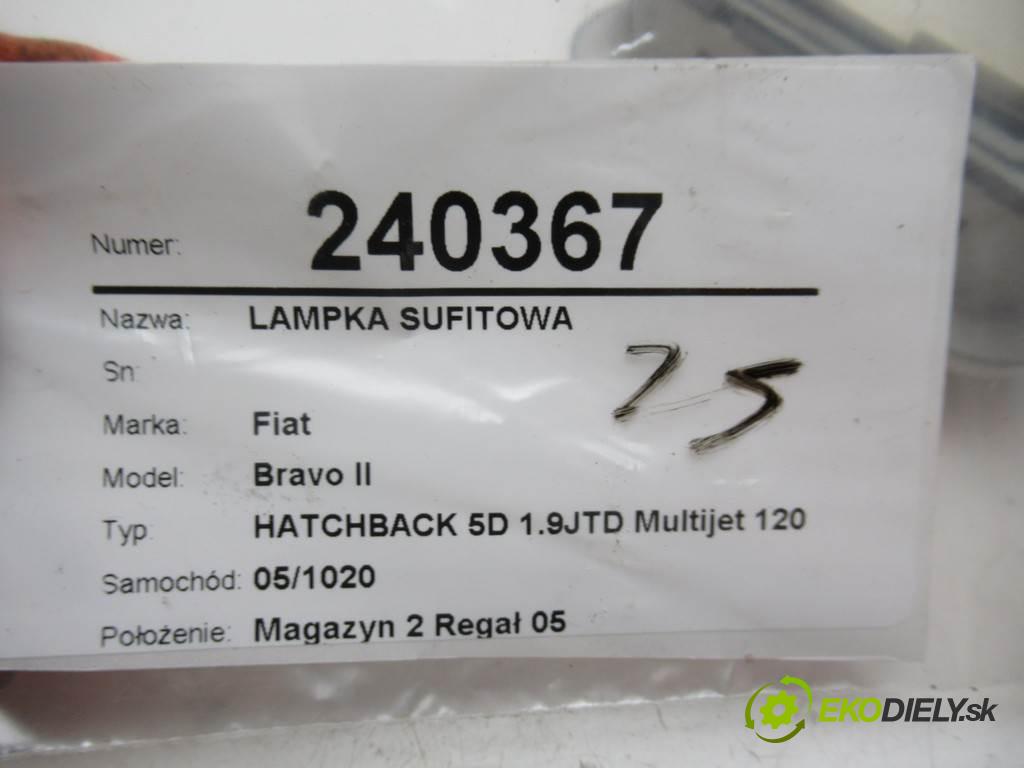 Numer: 240367
Nazwa: LAMPKA SUFITOWA
Sn:
75
Marka: Fiat
Model: Bravo II
Typ: HATCHBACK 5D 1.9JTD Multijet 120
Samochód: 05/1020
Położenie: Magazyn 2 Regał 05
EKODIELY.sk